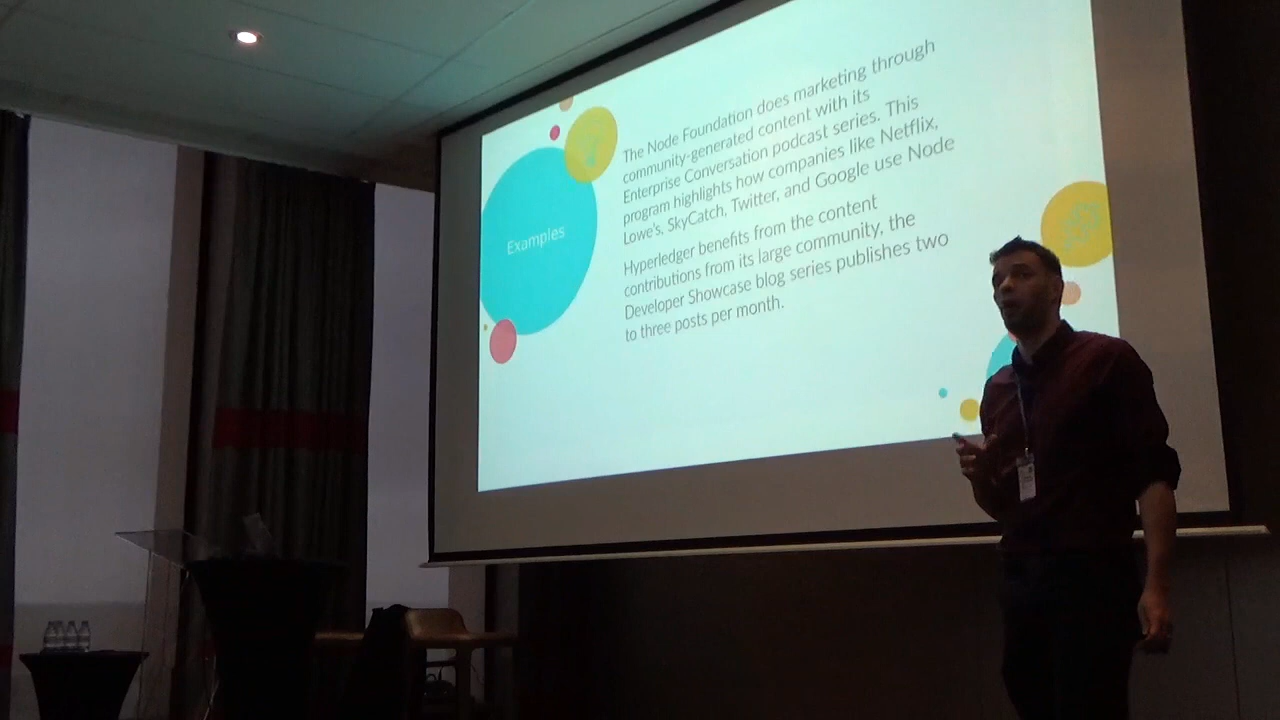 Examples
The Node Foundation does marketing through
community-generated content with its
Enterprise Conversation podcast series. This
program highlights how companies like Netflix,
Lowe's, SkyCatch, Twitter, and Google use Node
Hyperledger benefits from the content
contributions from its large community, the
Developer Showcase blog series publishes two
to three posts per month.